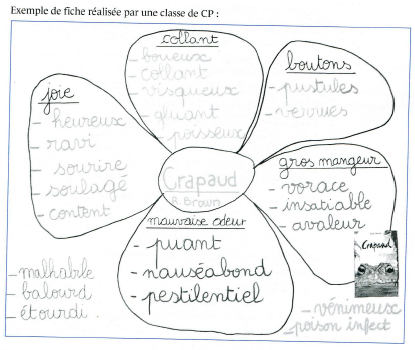 Exemple de fiche réalisée par une classe de CP :
collant
- boueux
- collant
- visqueux
- gluant
- poisseux
boutons
- pustules
- verrues
joie
- heureux
- ravi
- sourire
- soulagé
- content
Crapaud
R. Brown
gros mangeur
- vorace
- insatiable
- avaleur
mauvaise odeur
- puant
- nauséabond
- pestilentiel
Crapaud
- malhabile
- balourd
- étourdi.
- vénimeux
- poison infect